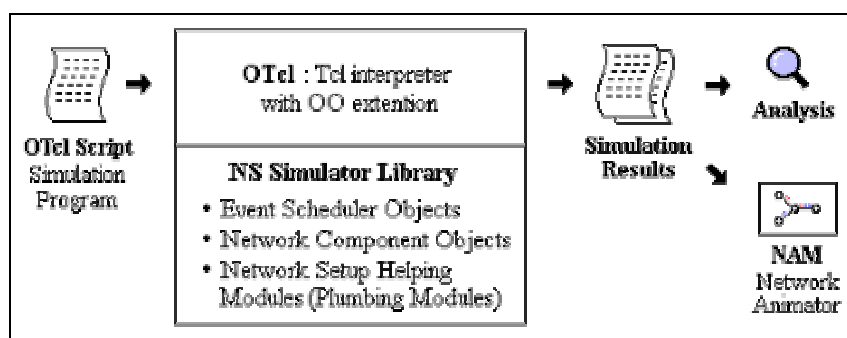 OTcl Script
Simulation
Program
OTcl : Tcl interpreter
with OO extention
NS Simulator Library
• Event Scheduler Objects
• Network Component Objects
• Network Setup Helping
Modules (Plumbing Modules)
Simulation
Results
Analysis
NAM
Network
Animator